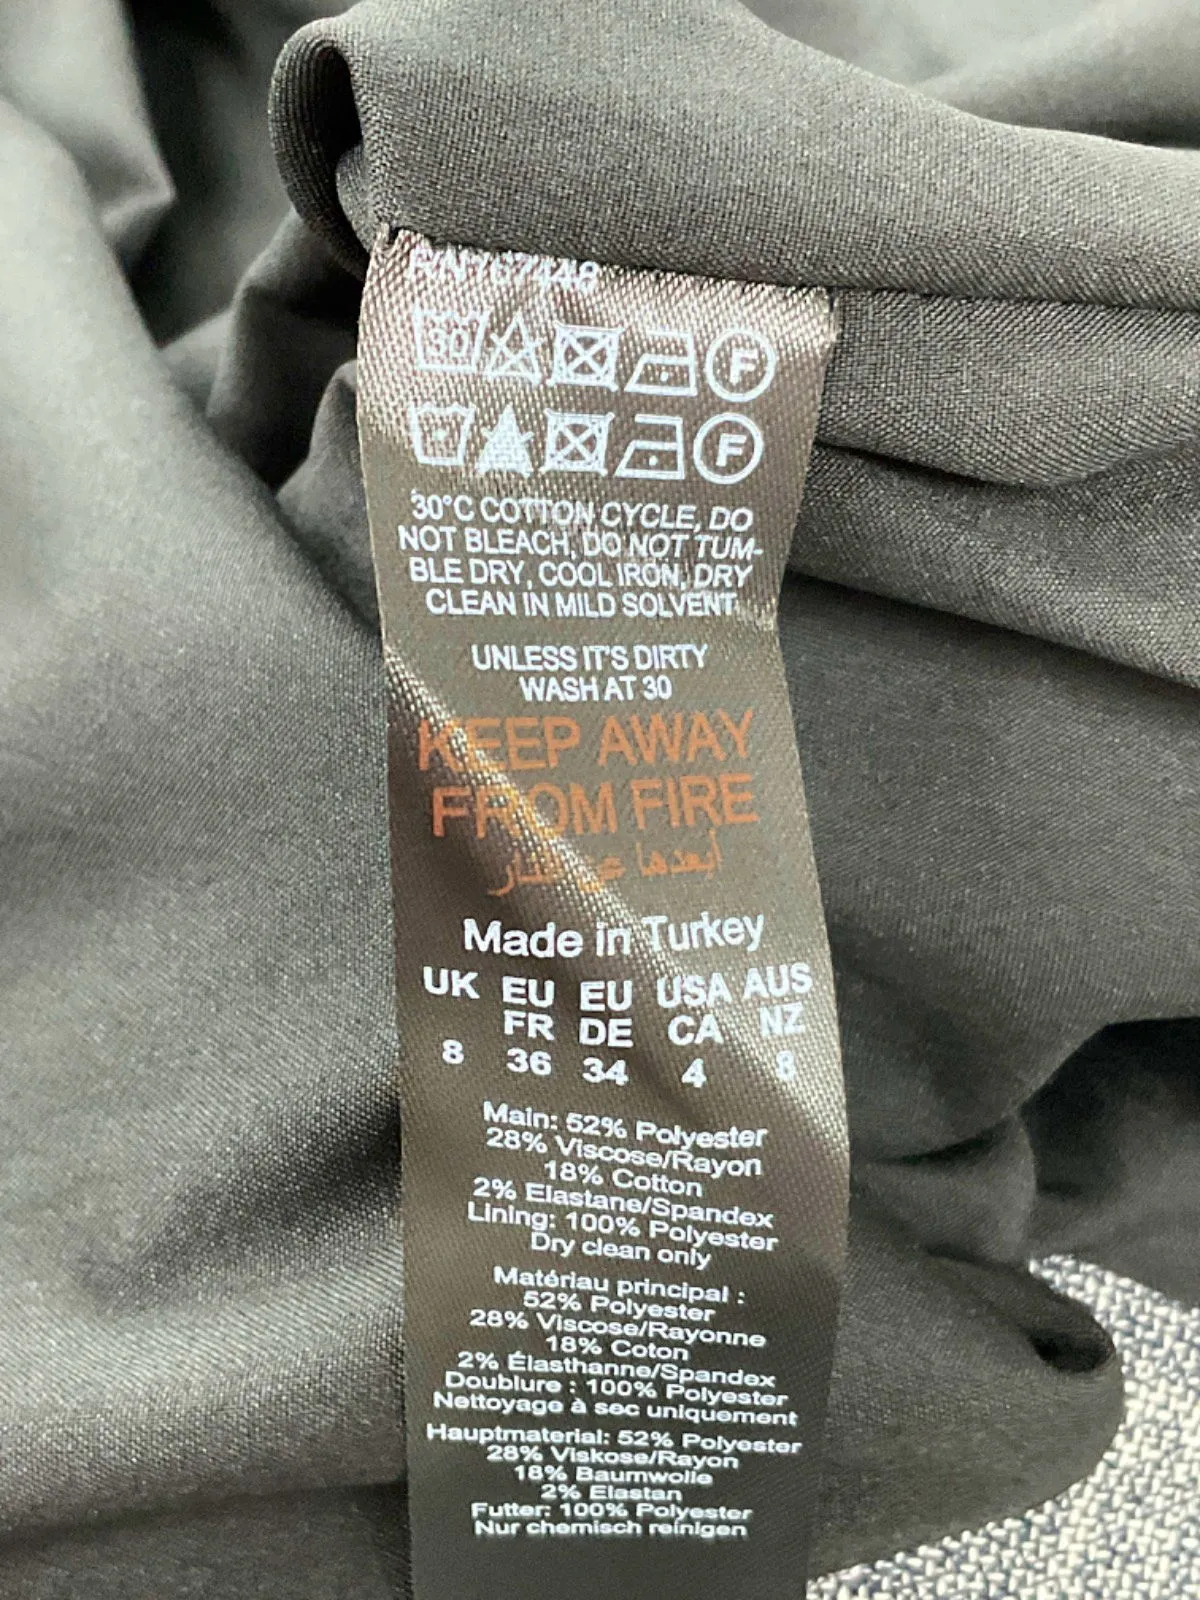 RN167448
30
F
F
30°C COTTON CYCLE, DO
NOT BLEACH, DO NOT TUM-
BLE DRY, COOL IRON, DRY
CLEAN IN MILD SOLVENT
UNLESS IT'S DIRTY
WASH AT 30
KEEP AWAY
FROM FIRE
أبعدها عن النار
Made in Turkey
UK EU EU USA AUS
FR DE CA NZ
8 36 34 4 8
Main: 52% Polyester
28% Viscose/Rayon
18% Cotton
2% Elastane/Spandex
Lining: 100% Polyester
Dry clean only
Matériau principal :
52% Polyester
28% Viscose/Rayonne
18% Coton
2% Élasthanne/Spandex
Doublure : 100% Polyester
Nettoyage à sec uniquement
Hauptmaterial: 52% Polyester
28% Viskose/Rayon
18% Baumwolle
2% Elastan
Futter: 100% Polyester
Nur chemisch reinigen